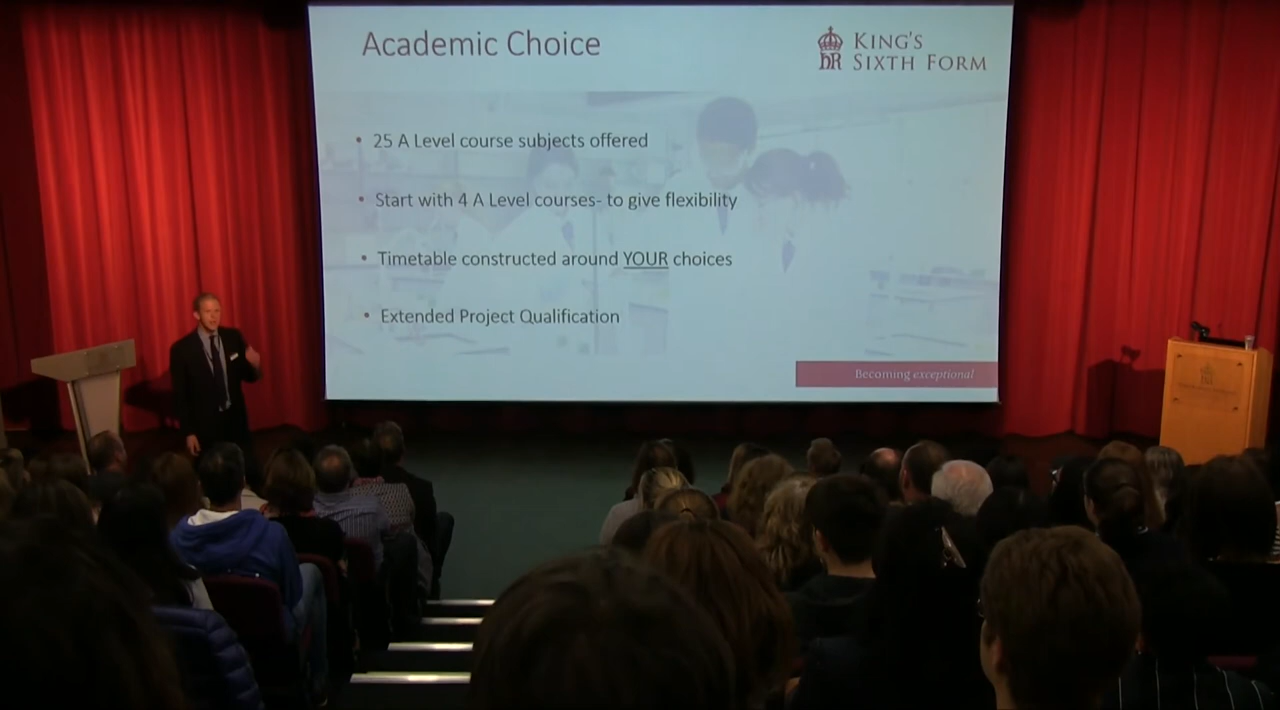 Academic Choice
KING'S
SIXTH FORM
• 25 A Level course subjects offered
• Start with 4 A Level courses- to give flexibility
• Timetable constructed around YOUR choices
• Extended Project Qualification
Becoming exceptional